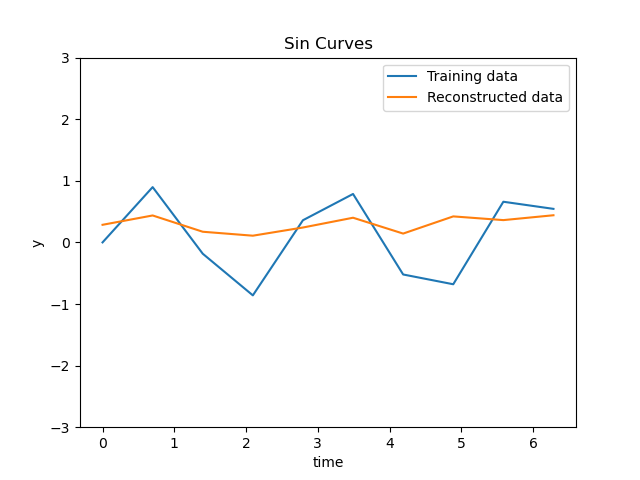 Sin Curves
Training data
Reconstructed data
3
2
1
0
−1
−2
−3
y
0 1 2 3 4 5 6
time